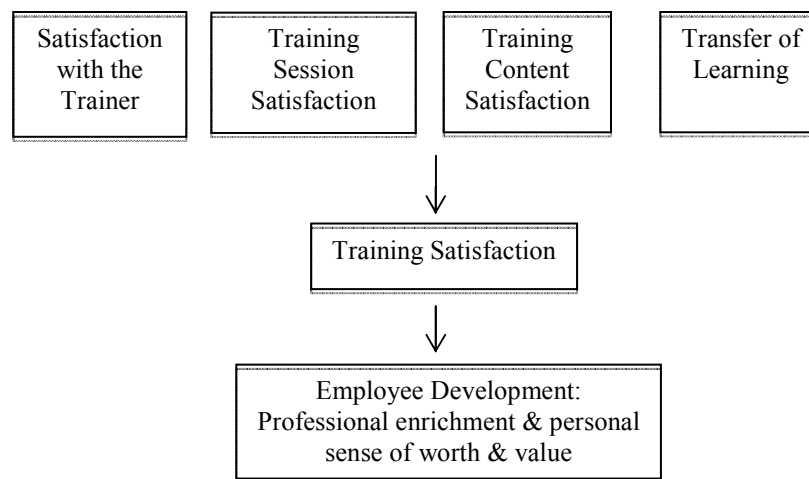 Satisfaction
with the
Trainer
Training
Session
Satisfaction
Training
Content
Satisfaction
Transfer of
Learning
Training Satisfaction
Employee Development:
Professional enrichment & personal
sense of worth & value